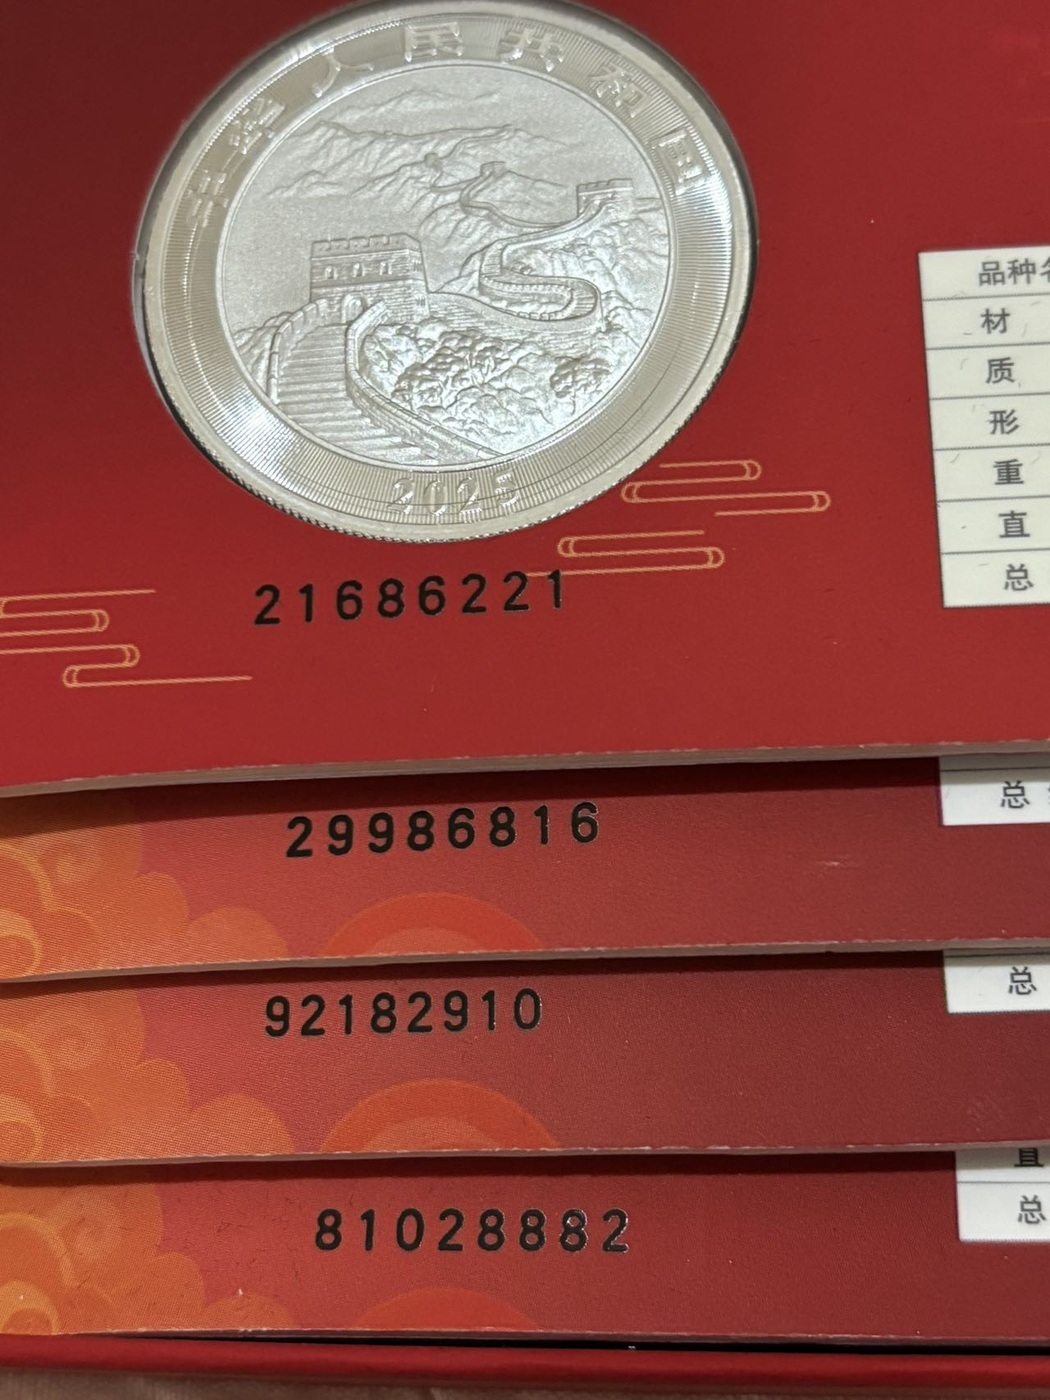 中华人民共和国
2025
品种名
材
质
形
重
直
总
21686221
总
29986816
总
92182910
直
总
81028882